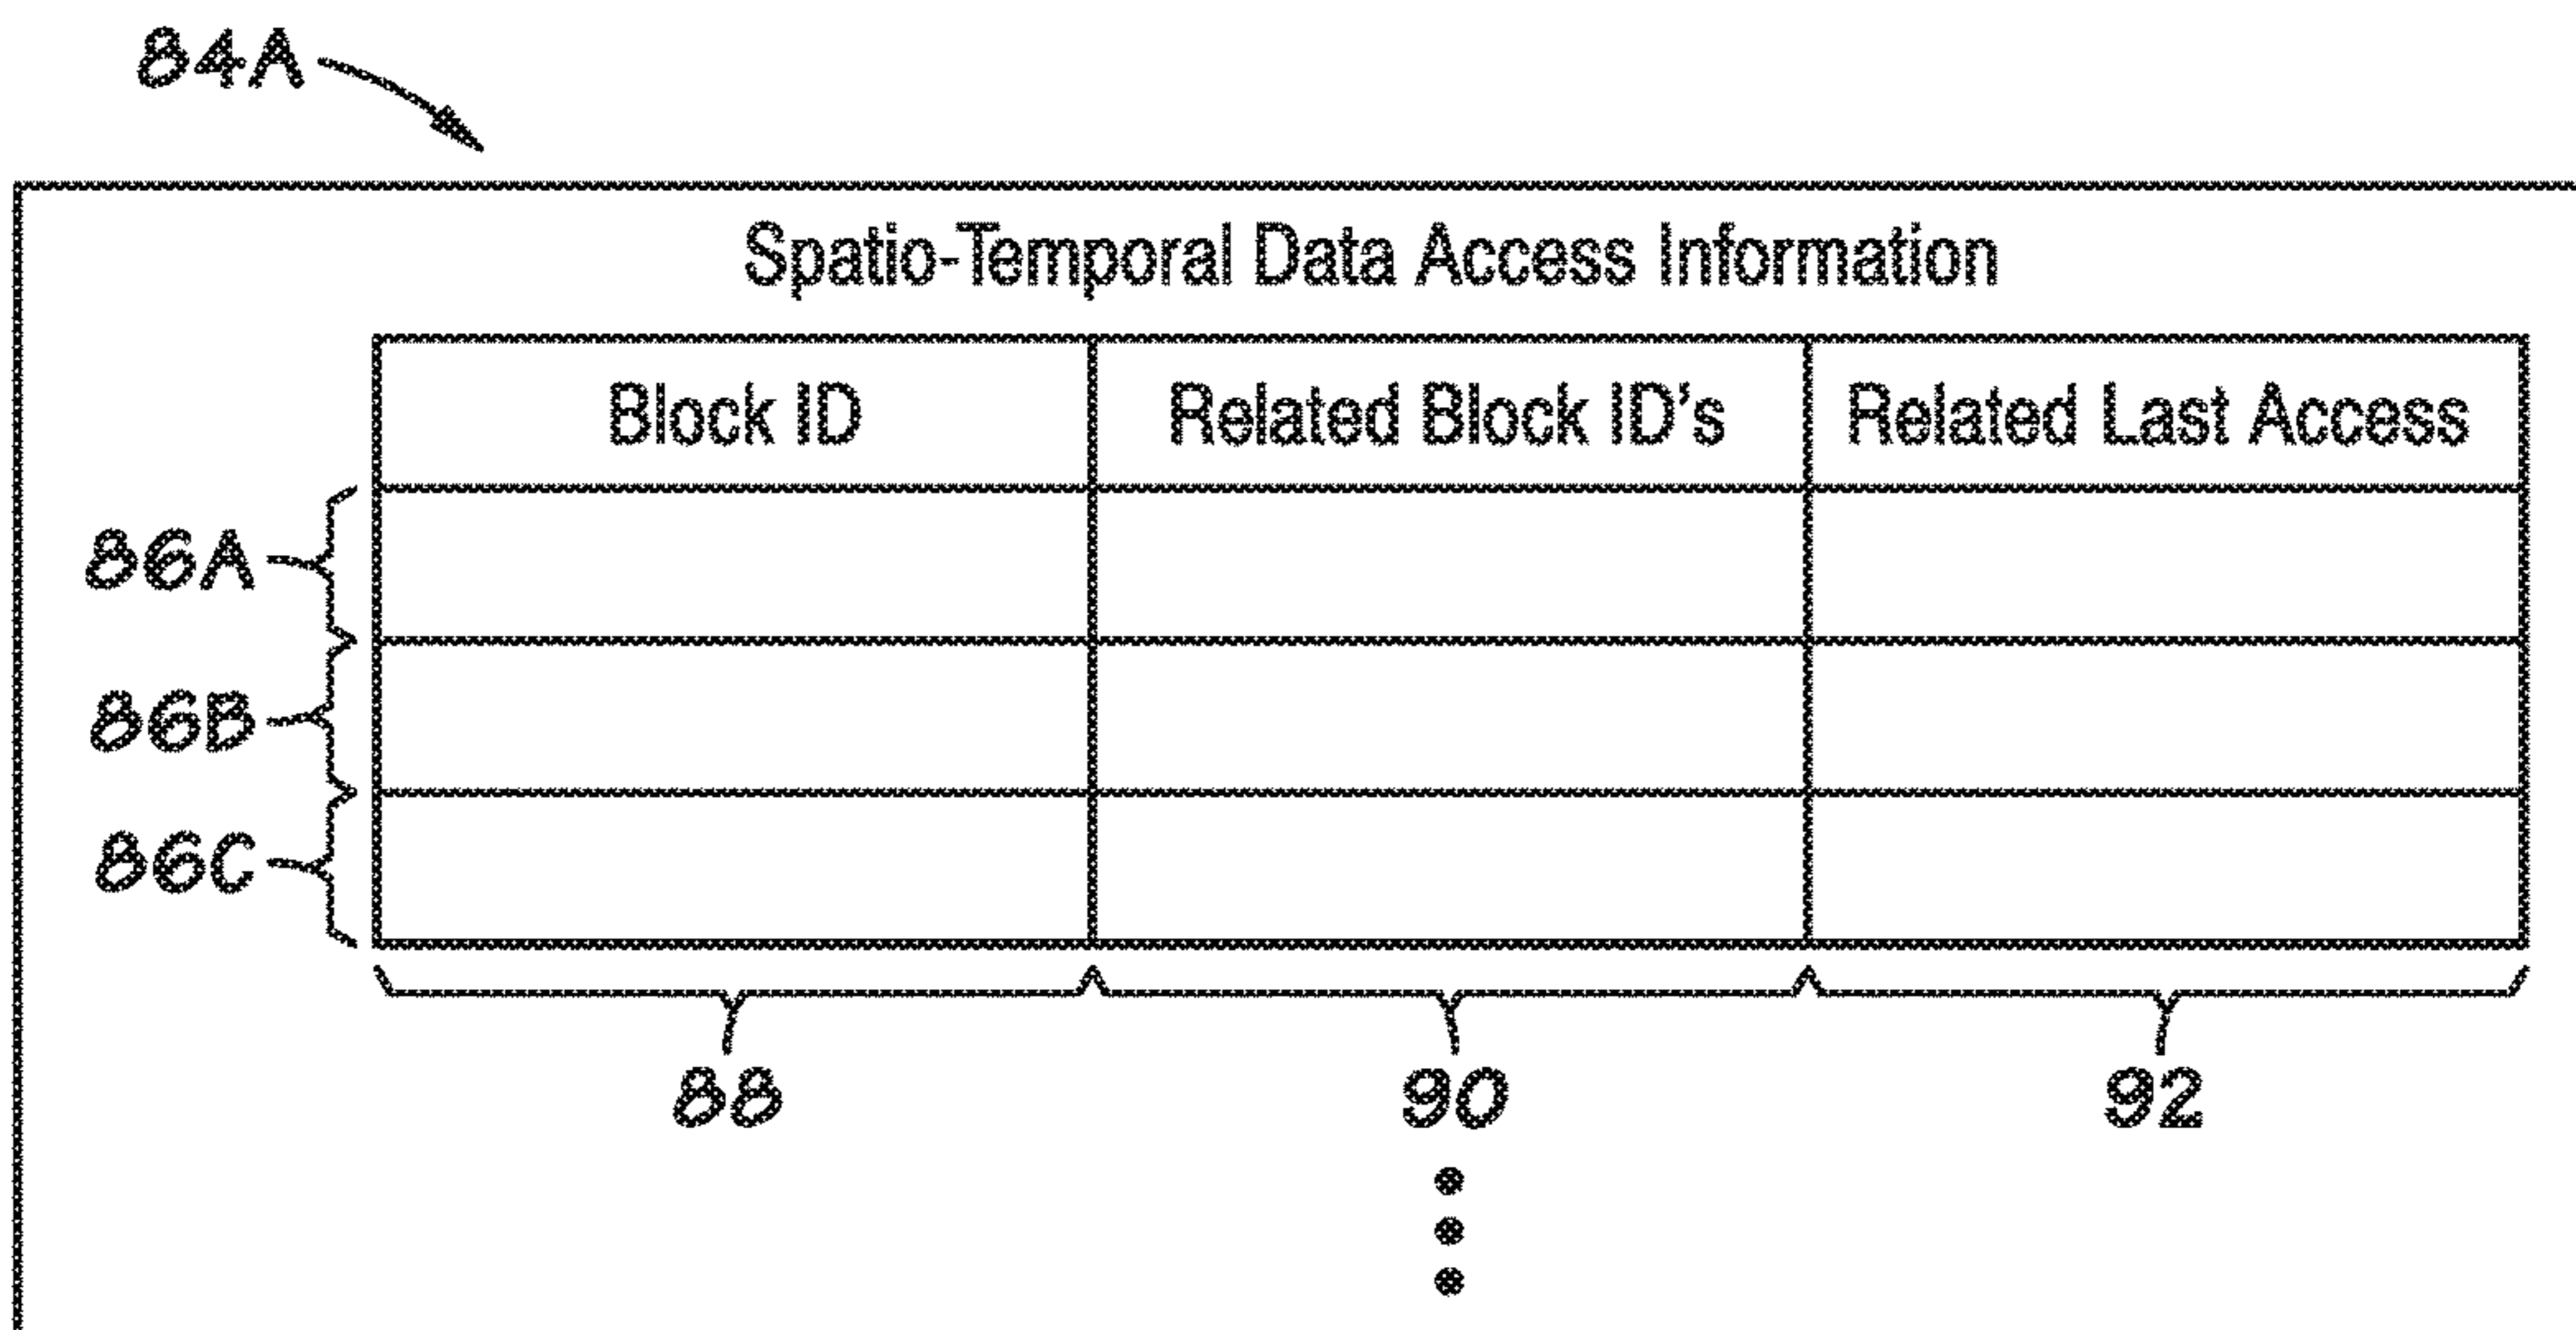 84A
Spatio-Temporal Data Access Information
Block ID Related Block ID's Related Last Access
86A
86B
86C
88 90 92